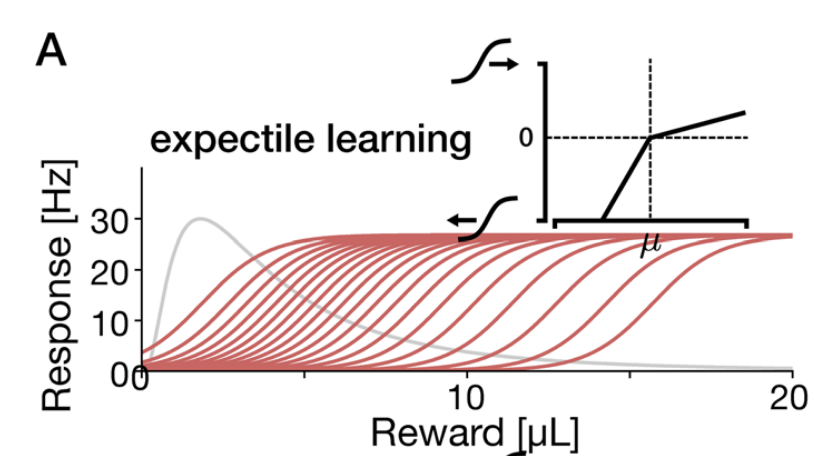 A
expectile learning
0
μ
Response [Hz]
30
20
10
0
0
10
20
Reward [μL]